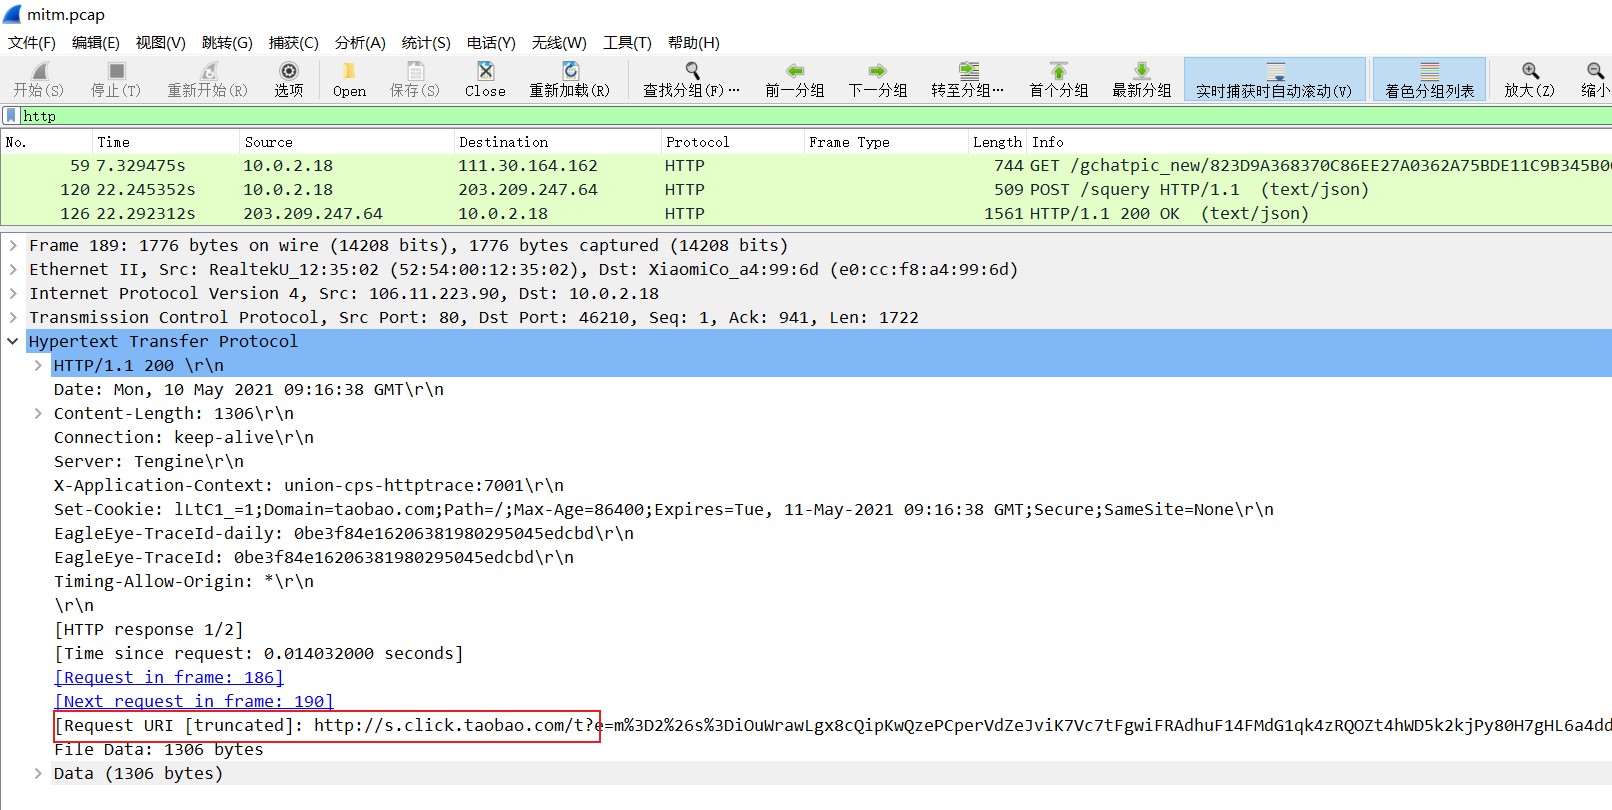 mitm.pcap
文件(F) 编辑(E) 视图(V) 跳转(G) 捕获(C) 分析(A) 统计(S) 电话(Y) 无线(W) 工具(T) 帮助(H)
开始(S) 停止(T) 重新开始(R) 选项 Open 保存(S) Close 重新加载(R) 查找分组(F)… 前一分组 下一分组 转至分组… 首个分组 最新分组 实时捕获时自动滚动(V) 着色分组列表 放大(Z) 缩小
http
No. Time Source Destination Protocol Frame Type Length Info
59 7.329475s 10.0.2.18 111.30.164.162 HTTP 744 GET /gchatpic_new/823D9A368370C86EE27A0362A75BDE11C9B345B0
120 22.245352s 10.0.2.18 203.209.247.64 HTTP 509 POST /squery HTTP/1.1 (text/json)
126 22.292312s 203.209.247.64 10.0.2.18 HTTP 1561 HTTP/1.1 200 OK (text/json)
Frame 189: 1776 bytes on wire (14208 bits), 1776 bytes captured (14208 bits)
Ethernet II, Src: RealtekU_12:35:02 (52:54:00:12:35:02), Dst: XiaomiCo_a4:99:6d (e0:cc:f8:a4:99:6d)
Internet Protocol Version 4, Src: 106.11.223.90, Dst: 10.0.2.18
Transmission Control Protocol, Src Port: 80, Dst Port: 46210, Seq: 1, Ack: 941, Len: 1722
Hypertext Transfer Protocol
HTTP/1.1 200 \r\n
Date: Mon, 10 May 2021 09:16:38 GMT\r\n
Content-Length: 1306\r\n
Connection: keep-alive\r\n
Server: Tengine\r\n
X-Application-Context: union-cps-httptrace:7001\r\n
Set-Cookie: lLtC1_=1;Domain=taobao.com;Path=/;Max-Age=86400;Expires=Tue, 11-May-2021 09:16:38 GMT;Secure;SameSite=None\r\n
EagleEye-TraceId-daily: 0be3f84e16206381980295045edcbd\r\n
EagleEye-TraceId: 0be3f84e16206381980295045edcbd\r\n
Timing-Allow-Origin: *\r\n
\r\n
[HTTP response 1/2]
[Time since request: 0.014032000 seconds]
[Request in frame: 186]
[Next request in frame: 190]
[Request URI [truncated]: http://s.click.taobao.com/t?e=m%3D2%26s%3DiOuWrawLgx8cQipKwQzePCperVdZeJviK7Vc7tFgwiFRAdhuF14FMdG1qk4zRQOZt4hWD5k2kjPy80H7gHL6a4dd
File Data: 1306 bytes
Data (1306 bytes)